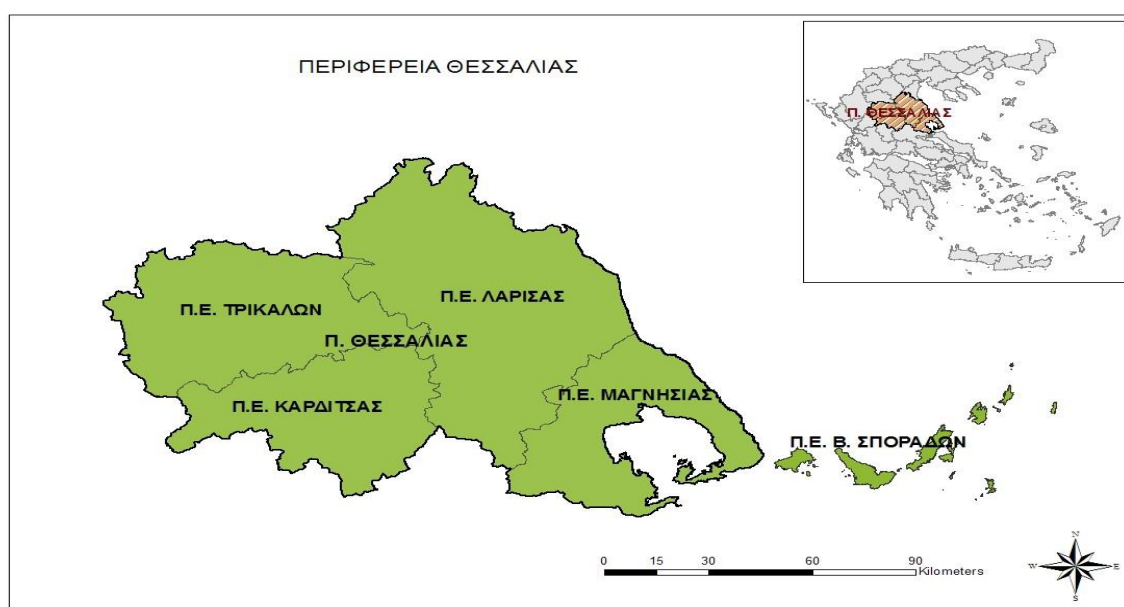 ΠΕΡΙΦΕΡΕΙΑ ΘΕΣΣΑΛΙΑΣ
Π. ΘΕΣΣΑΛΙΑΣ
Π.Ε. ΤΡΙΚΑΛΩΝ
Π.Ε. ΛΑΡΙΣΑΣ
Π. ΘΕΣΣΑΛΙΑΣ
Π.Ε. ΚΑΡΔΙΤΣΑΣ
Π.Ε. ΜΑΓΝΗΣΙΑΣ
Π.Ε. Β. ΣΠΟΡΑΔΩΝ
0 15 30 60 90
Kilometers
N
W E
S